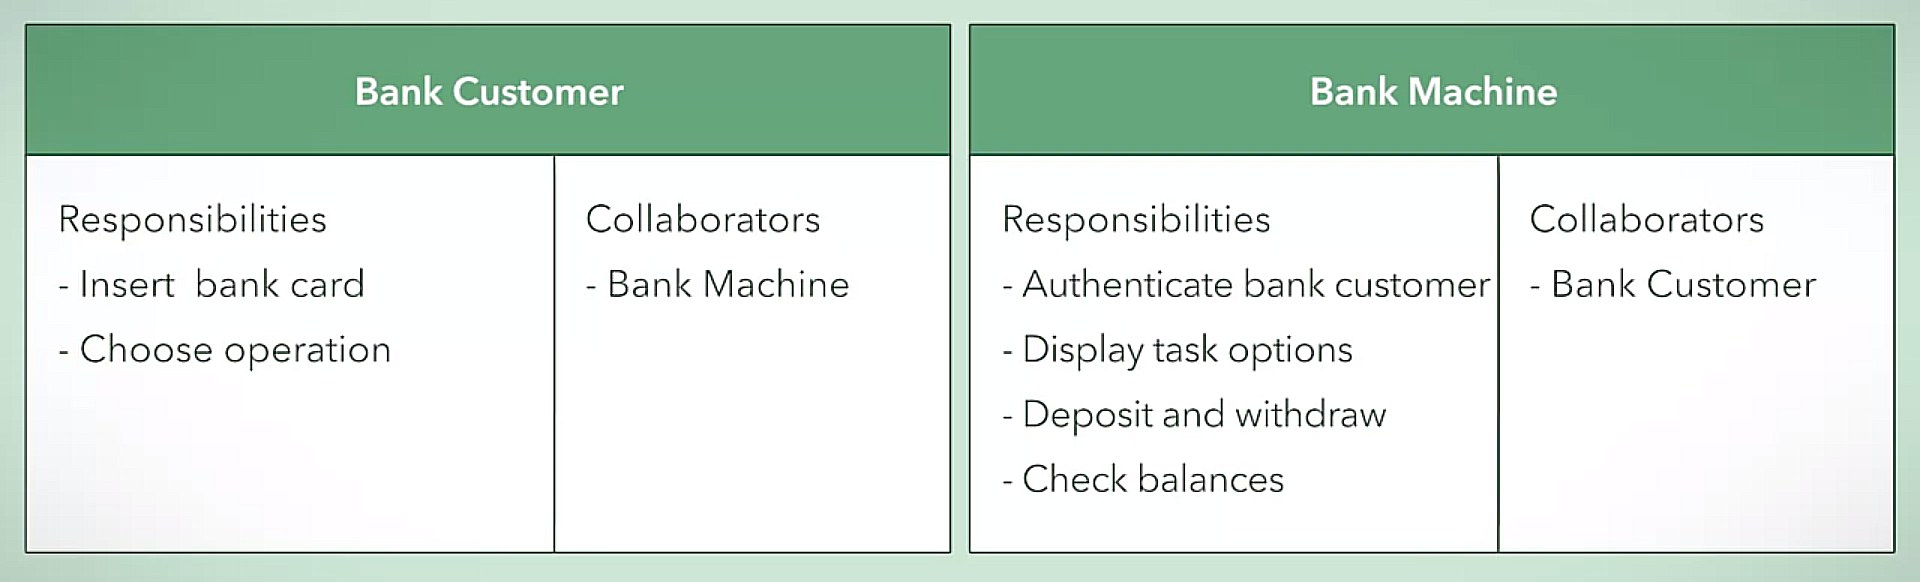 Bank Customer
Responsibilities
- Insert  bank card
- Choose operation
Collaborators
- Bank Machine
Bank Machine
Responsibilities
- Authenticate bank customer
- Display task options
- Deposit and withdraw
- Check balances
Collaborators
- Bank Customer